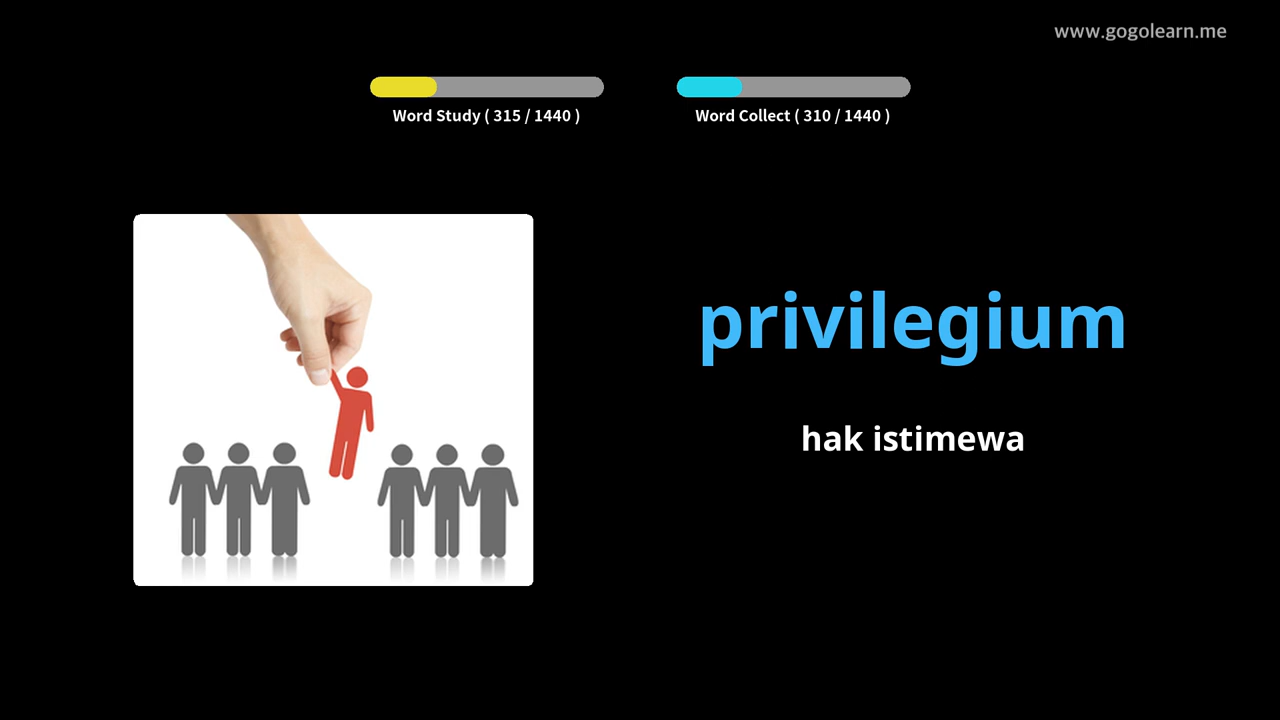 www.gogolearn.me
Word Study ( 315 / 1440 )
Word Collect ( 310 / 1440 )
privilegium
hak istimewa